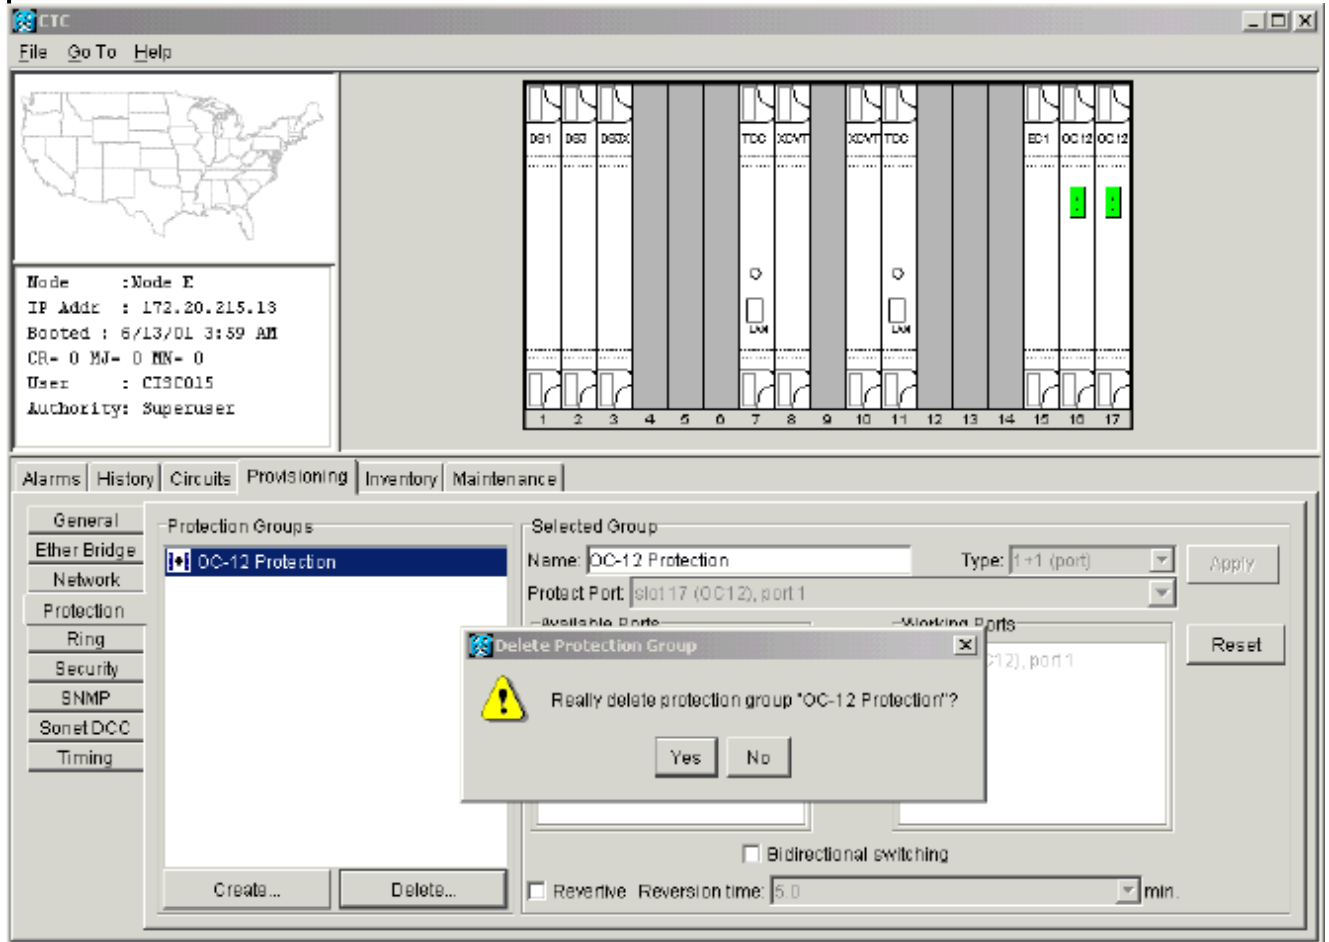 CTC
File Go To Help
DS1 DS3 DS3X TCC XCVT XCVT TCC EC1 OC12 OC12
LAN LAN
1 2 3 4 5 6 7 8 9 10 11 12 13 14 15 16 17
Node :Node E
IP Addr : 172.20.215.13
Booted : 6/13/01 3:59 AM
CR- 0 MJ- 0 MN- 0
User : CISCO15
Authority: Superuser
Alarms History Circuits Provisioning Inventory Maintenance
General
Ether Bridge
Network
Protection
Ring
Security
SNMP
Sonet DCC
Timing
Protection Groups
OC-12 Protection
Create... Delete...
Selected Group
Name: OC-12 Protection Type: 1+1 (port) Apply
Protect Port: slot 17 (OC12), port 1
Available Ports Working Ports
C12), port 1
Reset
Delete Protection Group
Really delete protection group "OC-12 Protection"?
Yes No
Bidirectional switching
Revertive Reversion time: 5.0 min.